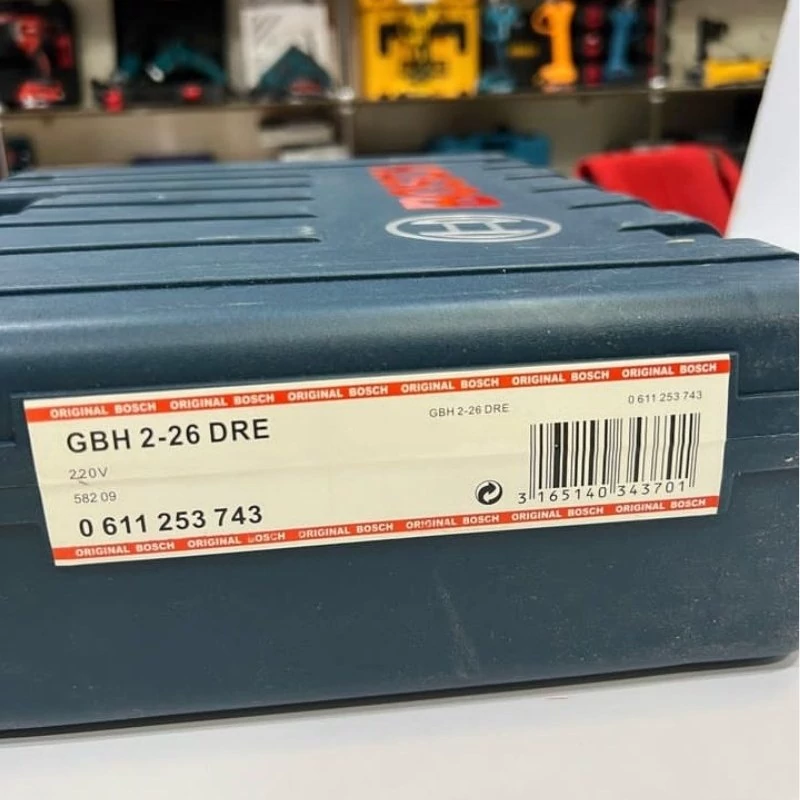 BOSCH
ORIGINAL BOSCH ORIGINAL BOSCH ORIGINAL BOSCH ORIGINAL BOSCH ORIGINAL BOSCH ORIGINAL BOSCH
GBH 2-26 DRE
GBH 2-26 DRE
0 611 253 743
220V
582 09
0 611 253 743
3 165140 343701
ORIGINAL BOSCH ORIGINAL BOSCH ORIGINAL BOSCH ORIGINAL BOSCH ORIGINAL BOSCH ORIGINAL BOSCH